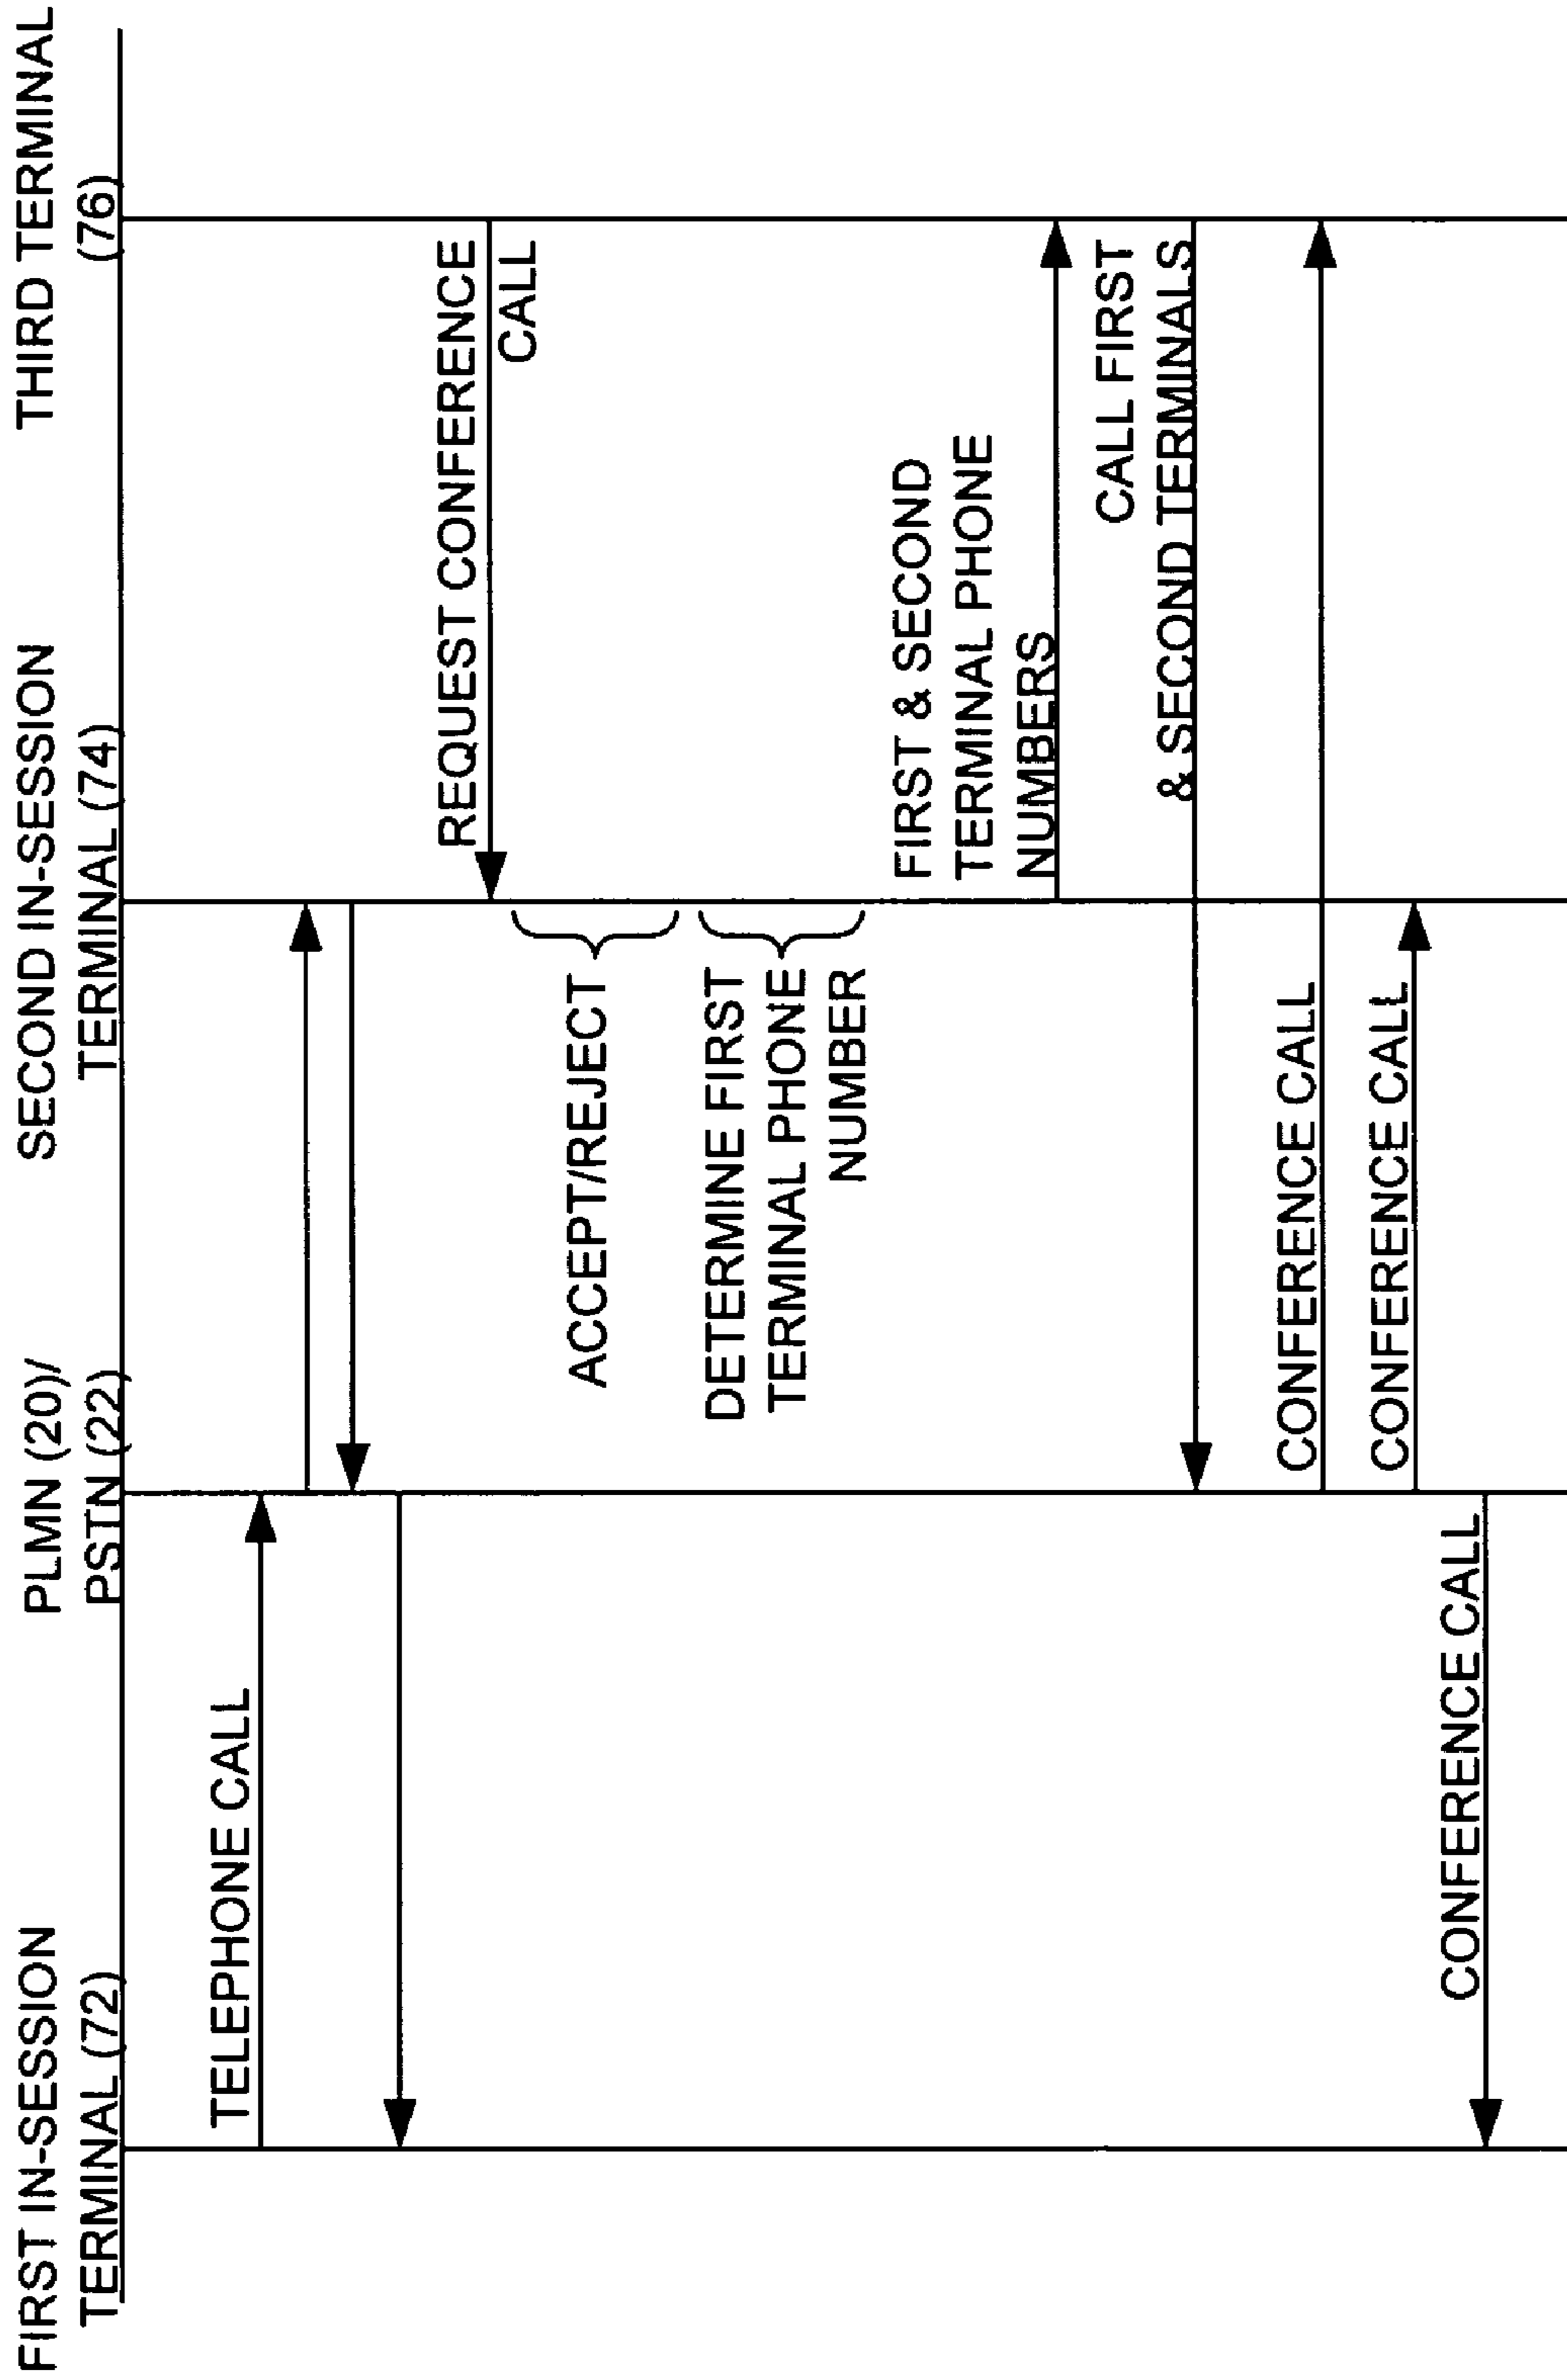 FIRST IN-SESSION
TERMINAL (72)
PLMN (20)/
PSTN (22)
SECOND IN-SESSION
TERMINAL (74)
THIRD TERMINAL
(76)
TELEPHONE CALL
REQUEST CONFERENCE
CALL
ACCEPT/REJECT
DETERMINE FIRST
TERMINAL PHONE
NUMBER
FIRST & SECOND
TERMINAL PHONE
NUMBERS
CALL FIRST
& SECOND TERMINALS
CONFERENCE CALL
CONFERENCE CALL
CONFERENCE CALL